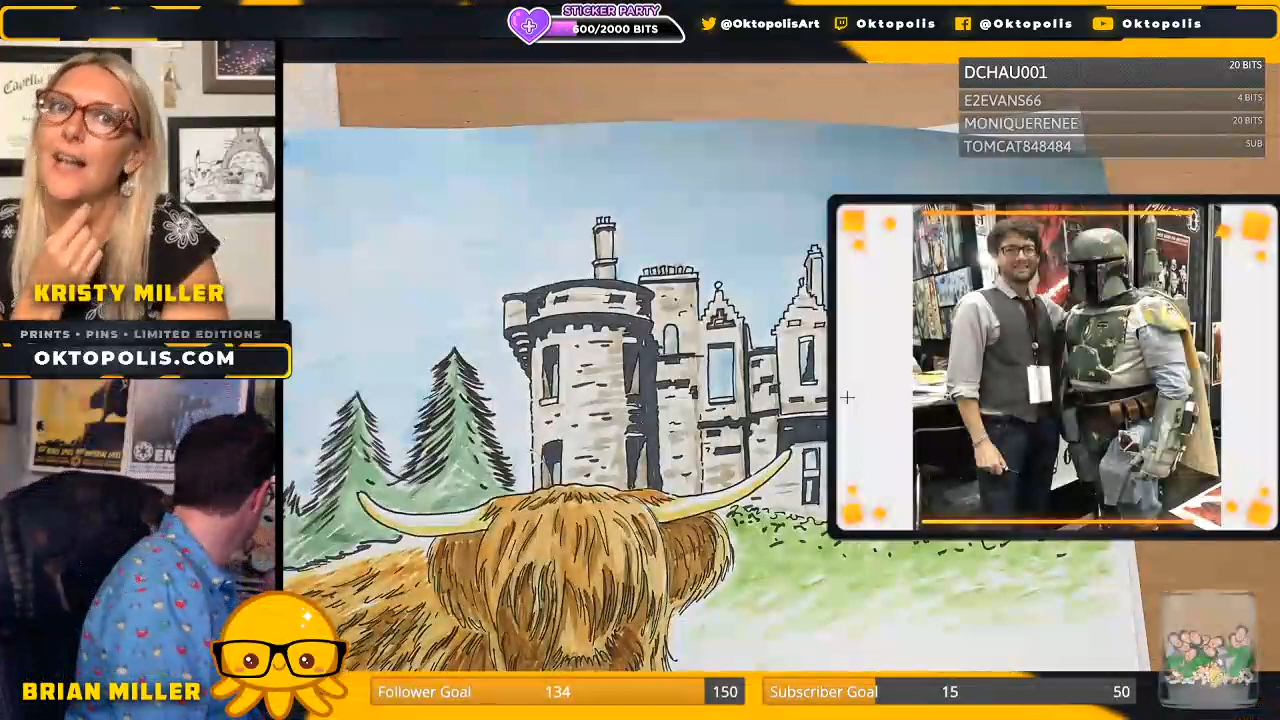 STICKER PARTY
600/2000 BITS
@OktopolisArt
Oktopolis
@Oktopolis
Oktopolis
DCHAU001 20 BITS
E2EVANS66 4 BITS
MONIQUERENEE 20 BITS
TOMCAT848484 SUB
KRISTY MILLER
PRINTS • PINS • LIMITED EDITIONS
OKTOPOLIS.COM
BRIAN MILLER
Follower Goal 134 150
Subscriber Goal 15 50